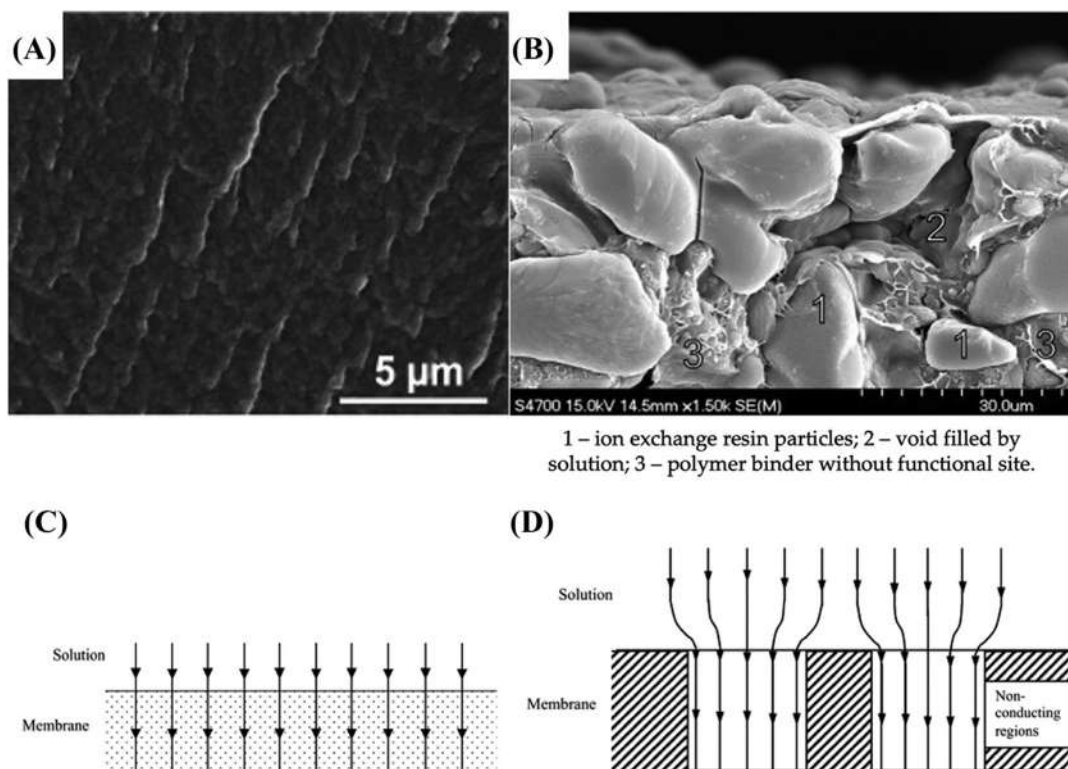 (A)
5 µm
(B)
2
1
3
1
3
S4700 15.0kV 14.5mm x1.50k SE(M)
30.0um
1 – ion exchange resin particles; 2 – void filled by
solution; 3 – polymer binder without functional site.
(C)
Solution
Membrane
(D)
Solution
Membrane
Non-
conducting
regions